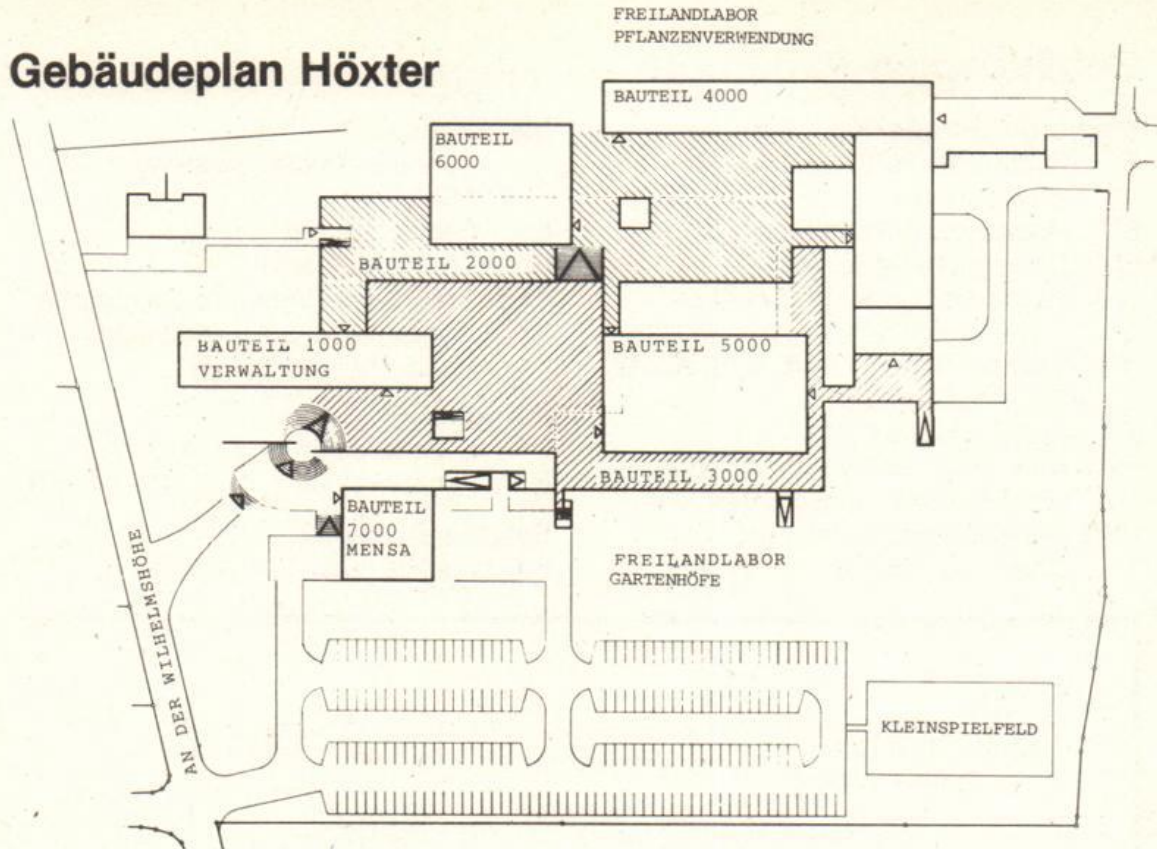 FREILANDLABOR
PFLANZENVERWENDUNG
Gebäudeplan Höxter
BAUTEIL 4000
BAUTEIL
6000
BAUTEIL 2000
BAUTEIL 1000
VERWALTUNG
BAUTEIL 5000
BAUTEIL 3000
BAUTEIL
7000
MENSA
FREILANDLABOR
GARTENHÖFE
AN DER WILHELMSHÖHE
KLEINSPIELFELD